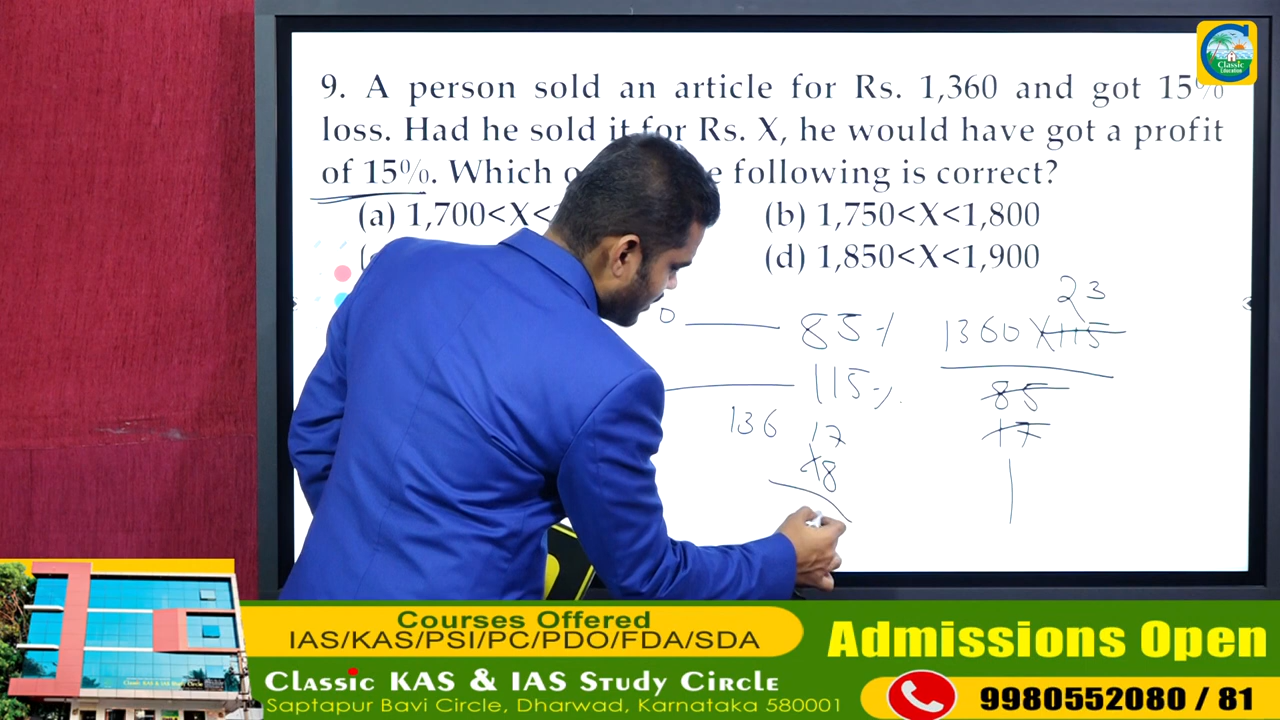 Classic
Education
9. A person sold an article for Rs. 1,360 and got 15%
loss. Had he sold it for Rs. X, he would have got a profit
of 15%. Which following is correct?
(a) 1,700<X< (b) 1,750<X<1,800
(d) 1,850<X<1,900
23
0 85% 1360 X 115
115% 85
136 17 17
X8
Courses Offered
IAS/KAS/PSI/PC/PDO/FDA/SDA
Classic KAS & IAS Study Circle
Saptapur Bavi Circle, Dharwad, Karnataka 580001
Admissions Open
9980552080 / 81